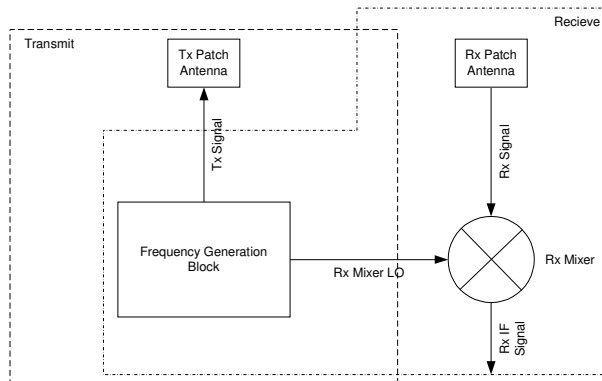 Recieve
Transmit
Tx Patch
Antenna
Rx Patch
Antenna
Tx Signal
Rx Signal
Frequency Generation
Block
Rx Mixer LO
Rx Mixer
Rx IF
Signal